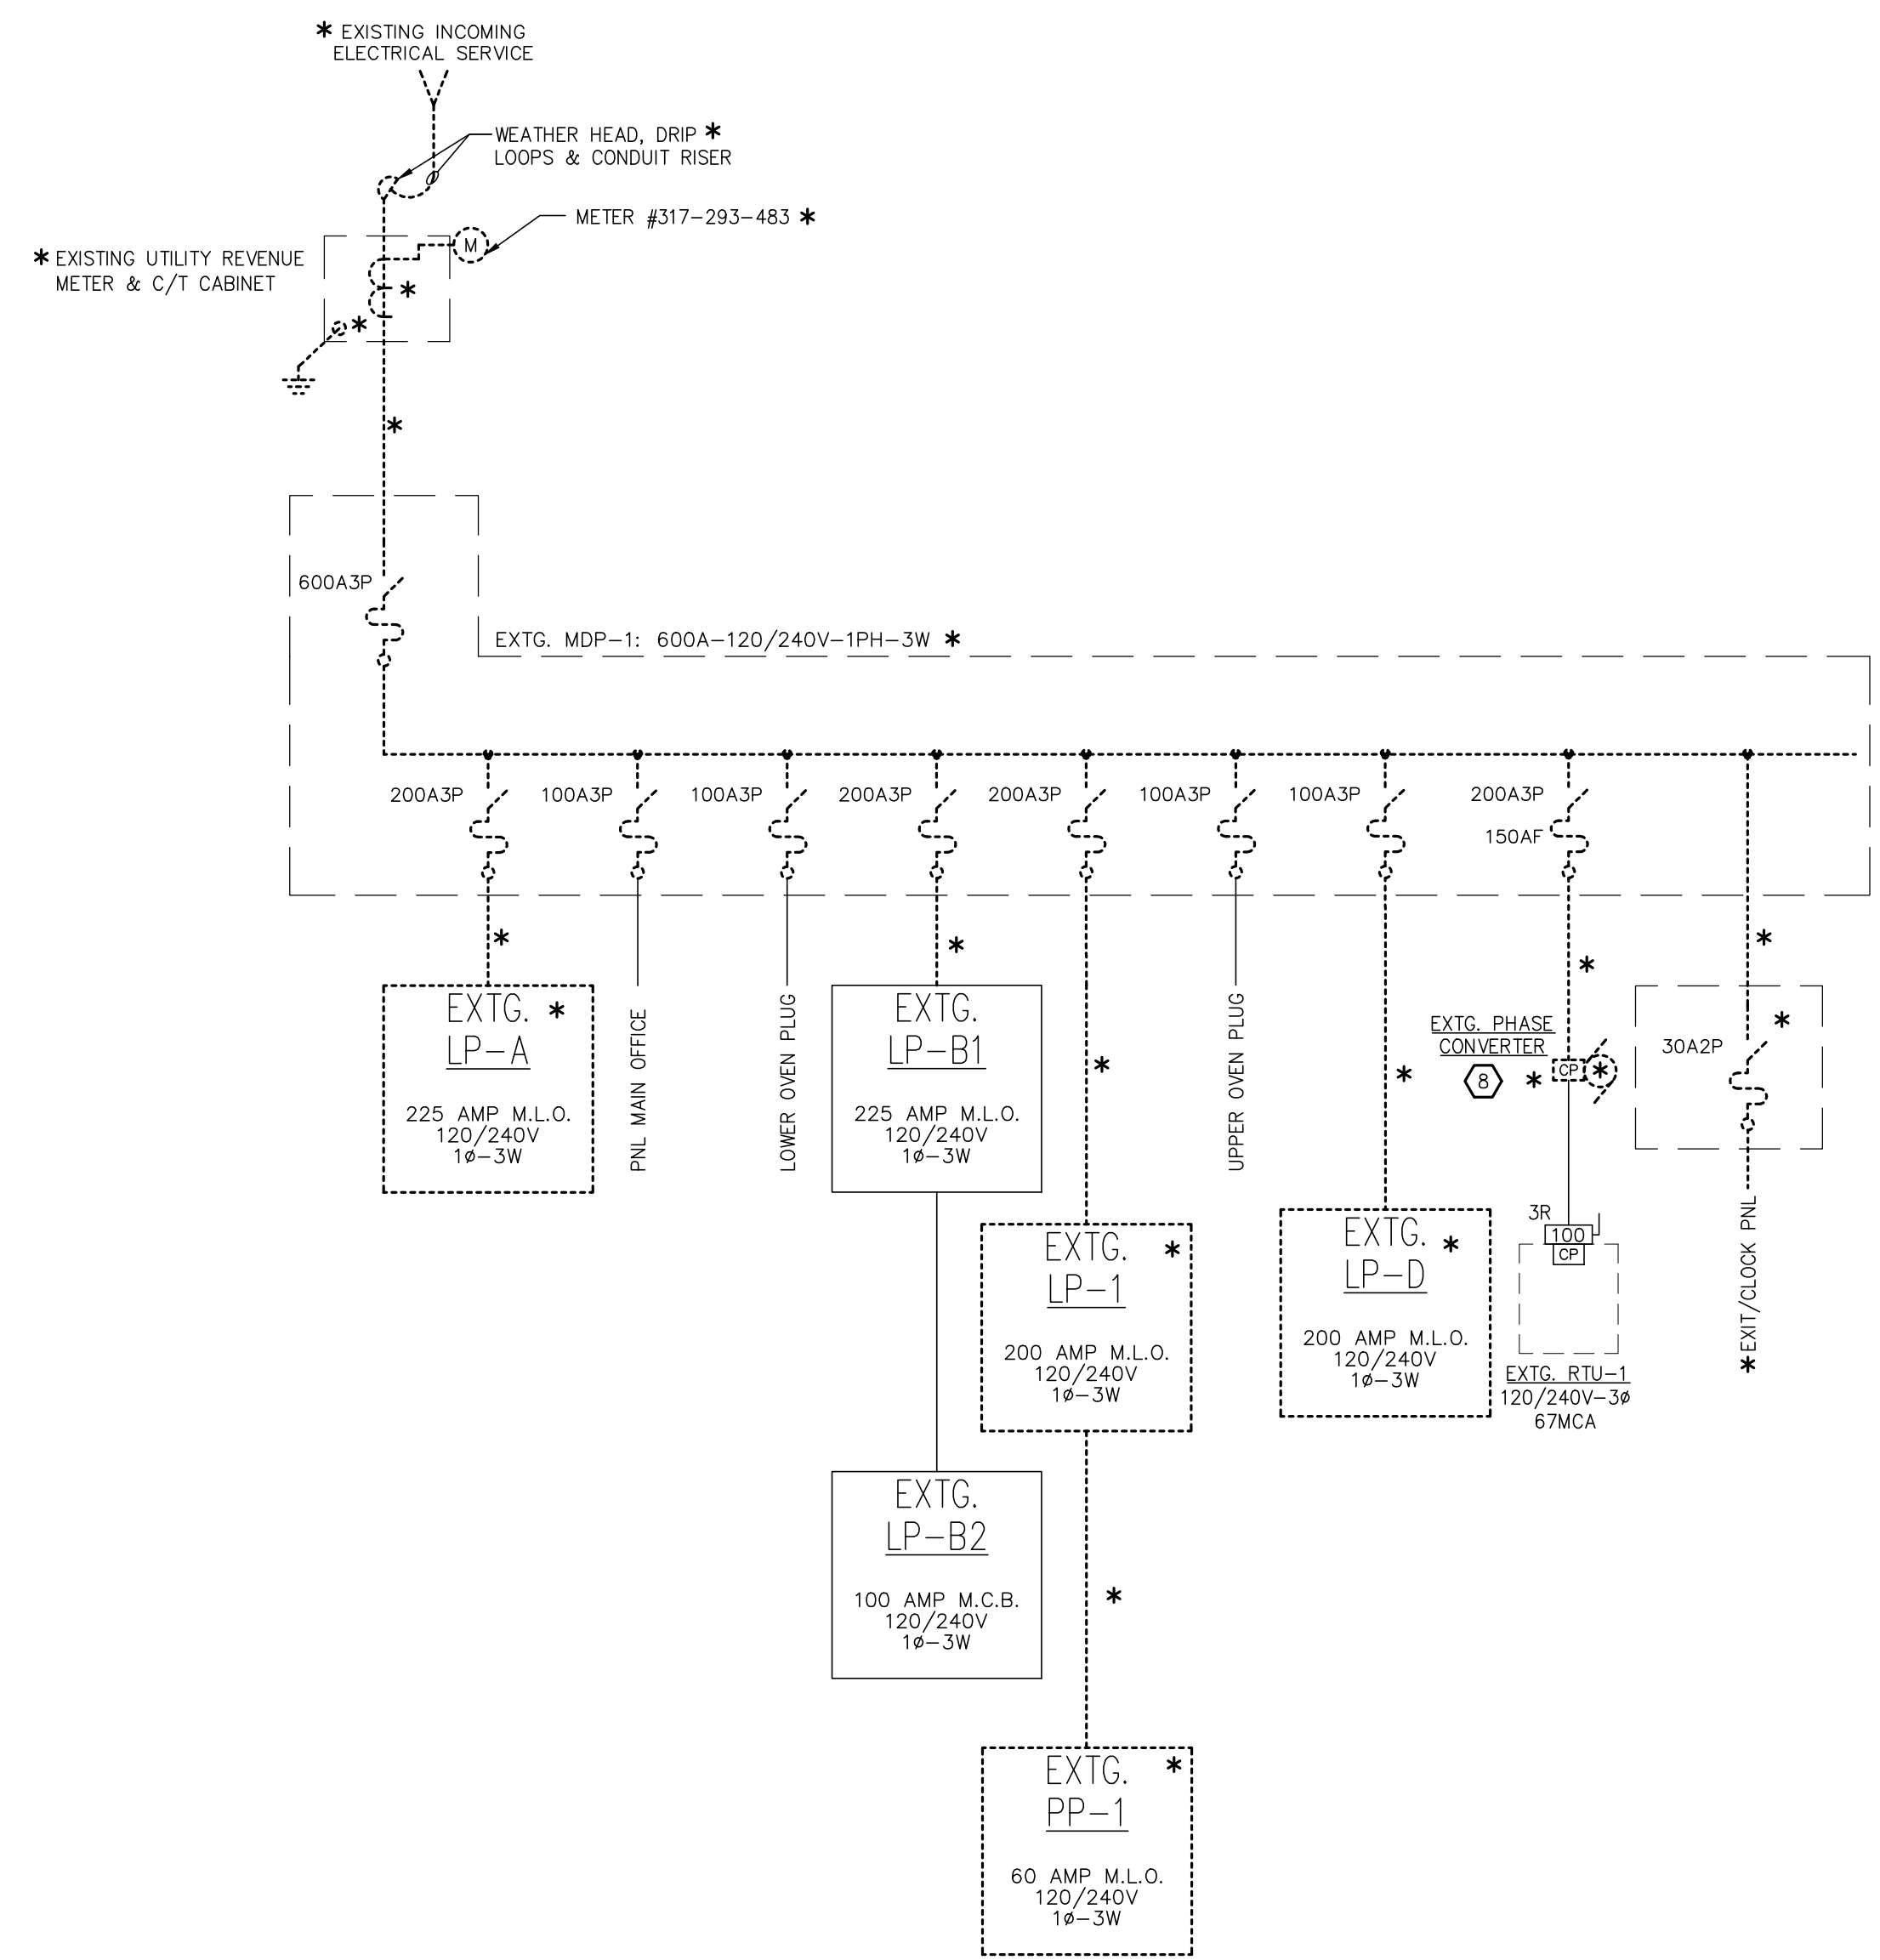 * EXISTING INCOMING
ELECTRICAL SERVICE
WEATHER HEAD, DRIP *
LOOPS & CONDUIT RISER
METER #317-293-483 *
M
* EXISTING UTILITY REVENUE
METER & C/T CABINET
*
*
*
600A3P
EXTG. MDP-1: 600A-120/240V-1PH-3W *
200A3P
100A3P
100A3P
200A3P
200A3P
100A3P
100A3P
200A3P
150AF
*
*
*
*
*
*
EXTG. *
LP-A
225 AMP M.L.O.
120/240V
1ø-3W
PNL MAIN OFFICE
LOWER OVEN PLUG
EXTG.
LP-B1
225 AMP M.L.O.
120/240V
1ø-3W
UPPER OVEN PLUG
EXTG. PHASE
CONVERTER
8
*
CP
*
30A2P
*
EXTG. *
LP-1
200 AMP M.L.O.
120/240V
1ø-3W
EXTG. *
LP-D
200 AMP M.L.O.
120/240V
1ø-3W
3R
100
CP
EXTG. RTU-1
120/240V-3ø
67MCA
*EXIT/CLOCK PNL
EXTG.
LP-B2
100 AMP M.C.B.
120/240V
1ø-3W
*
EXTG. *
PP-1
60 AMP M.L.O.
120/240V
1ø-3W